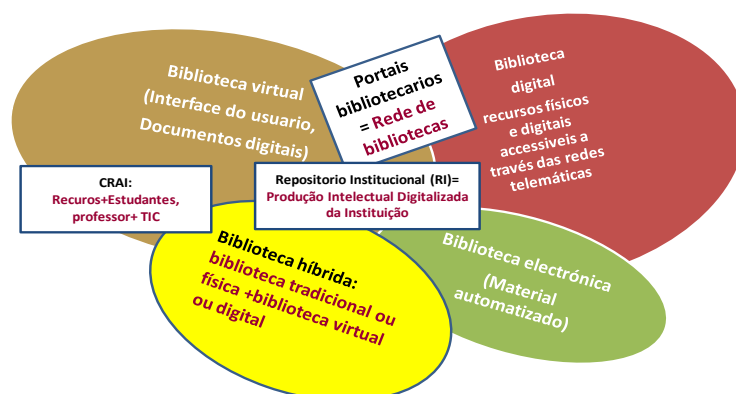 Biblioteca virtual
(Interface do usuario,
Documentos digitais)
Portais
bibliotecarios
= Rede de
bibliotecas
Biblioteca
digital
recursos físicos
e digitais
accessiveis a
través das redes
telemáticas
CRAI:
Recuros+Estudantes,
professor+ TIC
Repositorio Institucional (RI)=
Produção Intelectual Digitalizada
da Instituição
Biblioteca híbrida:
biblioteca tradicional ou
física +biblioteca virtual
ou digital
Biblioteca electrónica
(Material
automatizado)